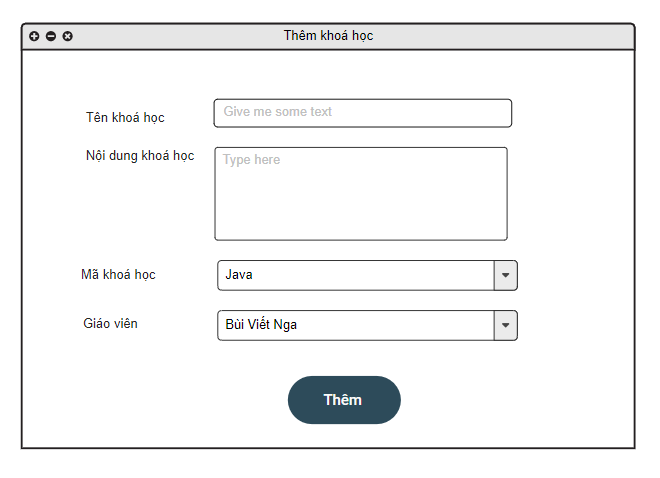 Thêm khoá học
Tên khoá học
Give me some text
Nội dung khoá học
Type here
Mã khoá học
Java
Giáo viên
Bùi Viết Nga
Thêm